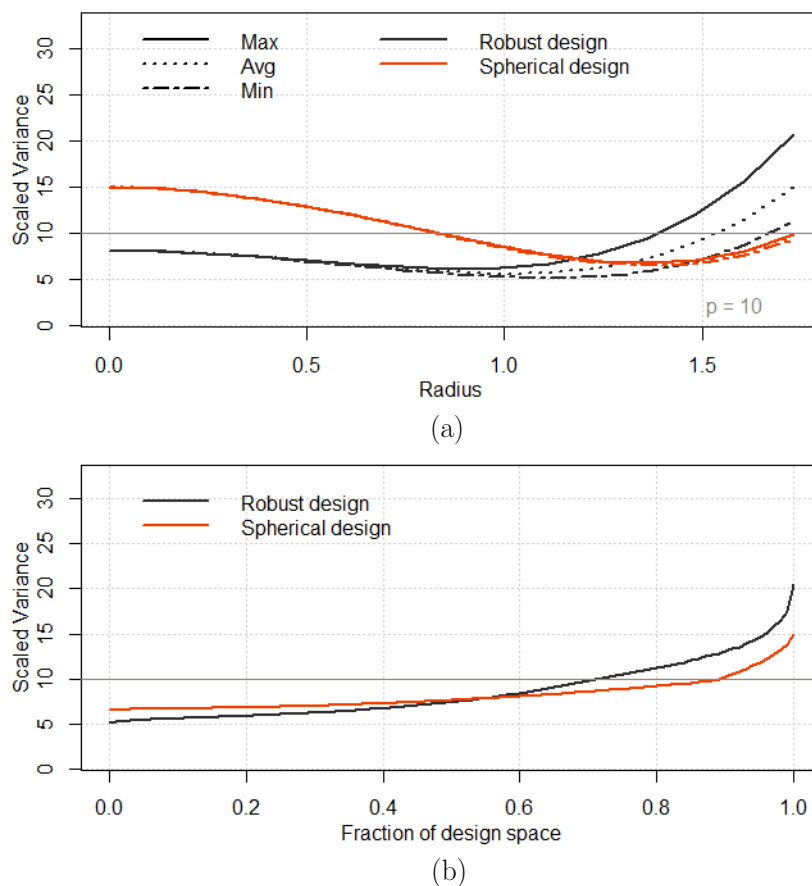 Max
Avg
Min
Robust design
Spherical design
Scaled Variance
0 5 10 15 20 25 30
p = 10
0.0 0.5 1.0 1.5
Radius
(a)
Robust design
Spherical design
Scaled Variance
0 5 10 15 20 25 30
0.0 0.2 0.4 0.6 0.8 1.0
Fraction of design space
(b)